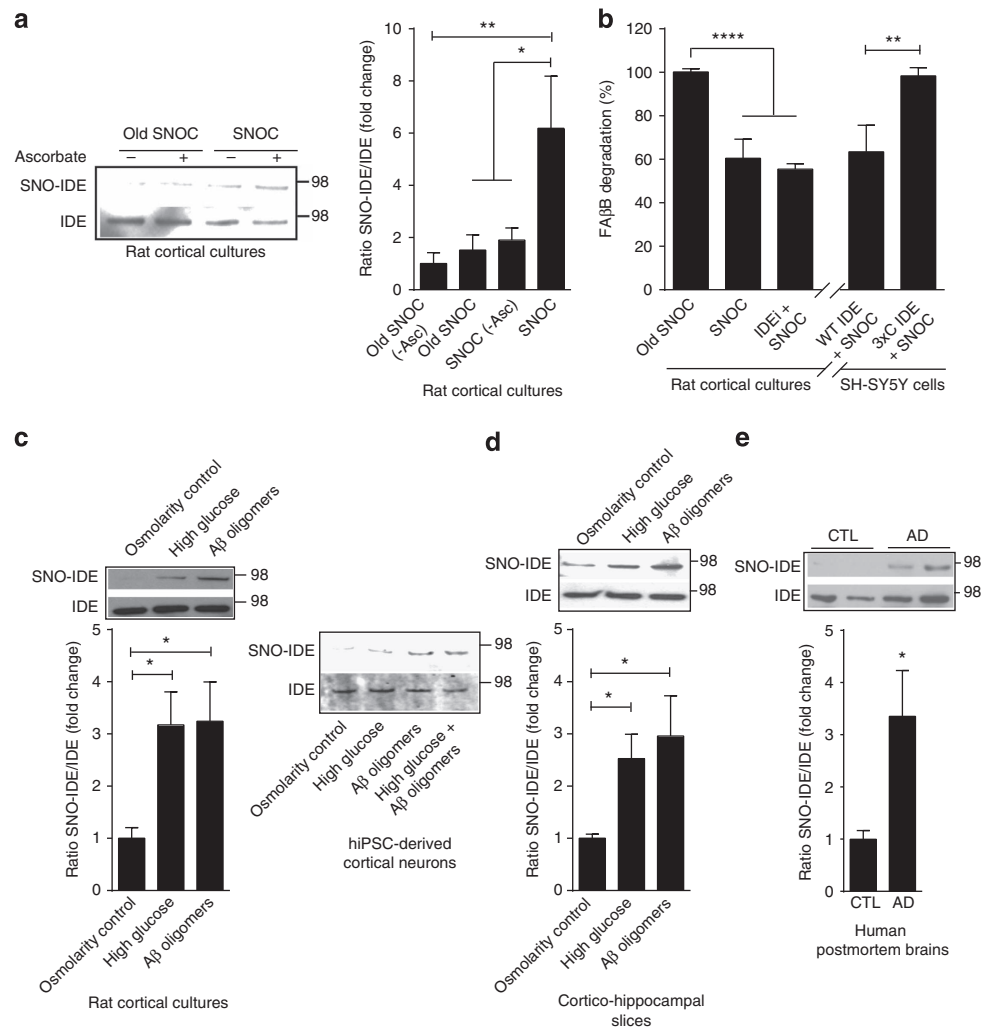 a
Old SNOC
SNOC
Ascorbate
– + – +
SNO-IDE
98
IDE
98
Rat cortical cultures
Ratio SNO-IDE/IDE (fold change)
10
8
6
4
2
0
**
*
Old SNOC
(-Asc)
Old SNOC
SNOC (-Asc)
SNOC
Rat cortical cultures
b
FAβB degradation (%)
120
100
80
60
40
20
0
****
**
Old SNOC
SNOC
IDEi +
SNOC
WT IDE
+ SNOC
3xC IDE
+ SNOC
Rat cortical cultures
SH-SY5Y cells
c
Osmolarity control
High glucose
Aβ oligomers
SNO-IDE
98
IDE
98
Ratio SNO-IDE/IDE (fold change)
5
4
3
2
1
0
*
*
Osmolarity control
High glucose
Aβ oligomers
Rat cortical cultures
SNO-IDE
98
IDE
98
Osmolarity control
High glucose
Aβ oligomers
High glucose +
Aβ oligomers
hiPSC-derived
cortical neurons
d
Osmolarity control
High glucose
Aβ oligomers
SNO-IDE
98
IDE
98
Ratio SNO-IDE/IDE (fold change)
5
4
3
2
1
0
*
*
Osmolarity control
High glucose
Aβ oligomers
Cortico-hippocampal
slices
e
CTL
AD
SNO-IDE
98
IDE
98
Ratio SNO-IDE/IDE (fold change)
5
4
3
2
1
0
*
CTL
AD
Human
postmortem brains